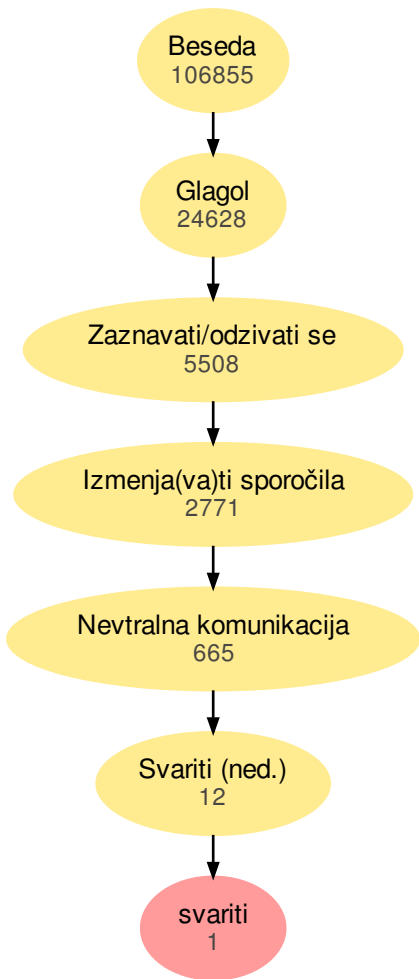 Beseda
106855
Glagol
24628
Zaznavati/odzivati se
5508
Izmenja(va)ti sporočila
2771
Nevtralna komunikacija
665
Svariti (ned.)
12
svariti
1